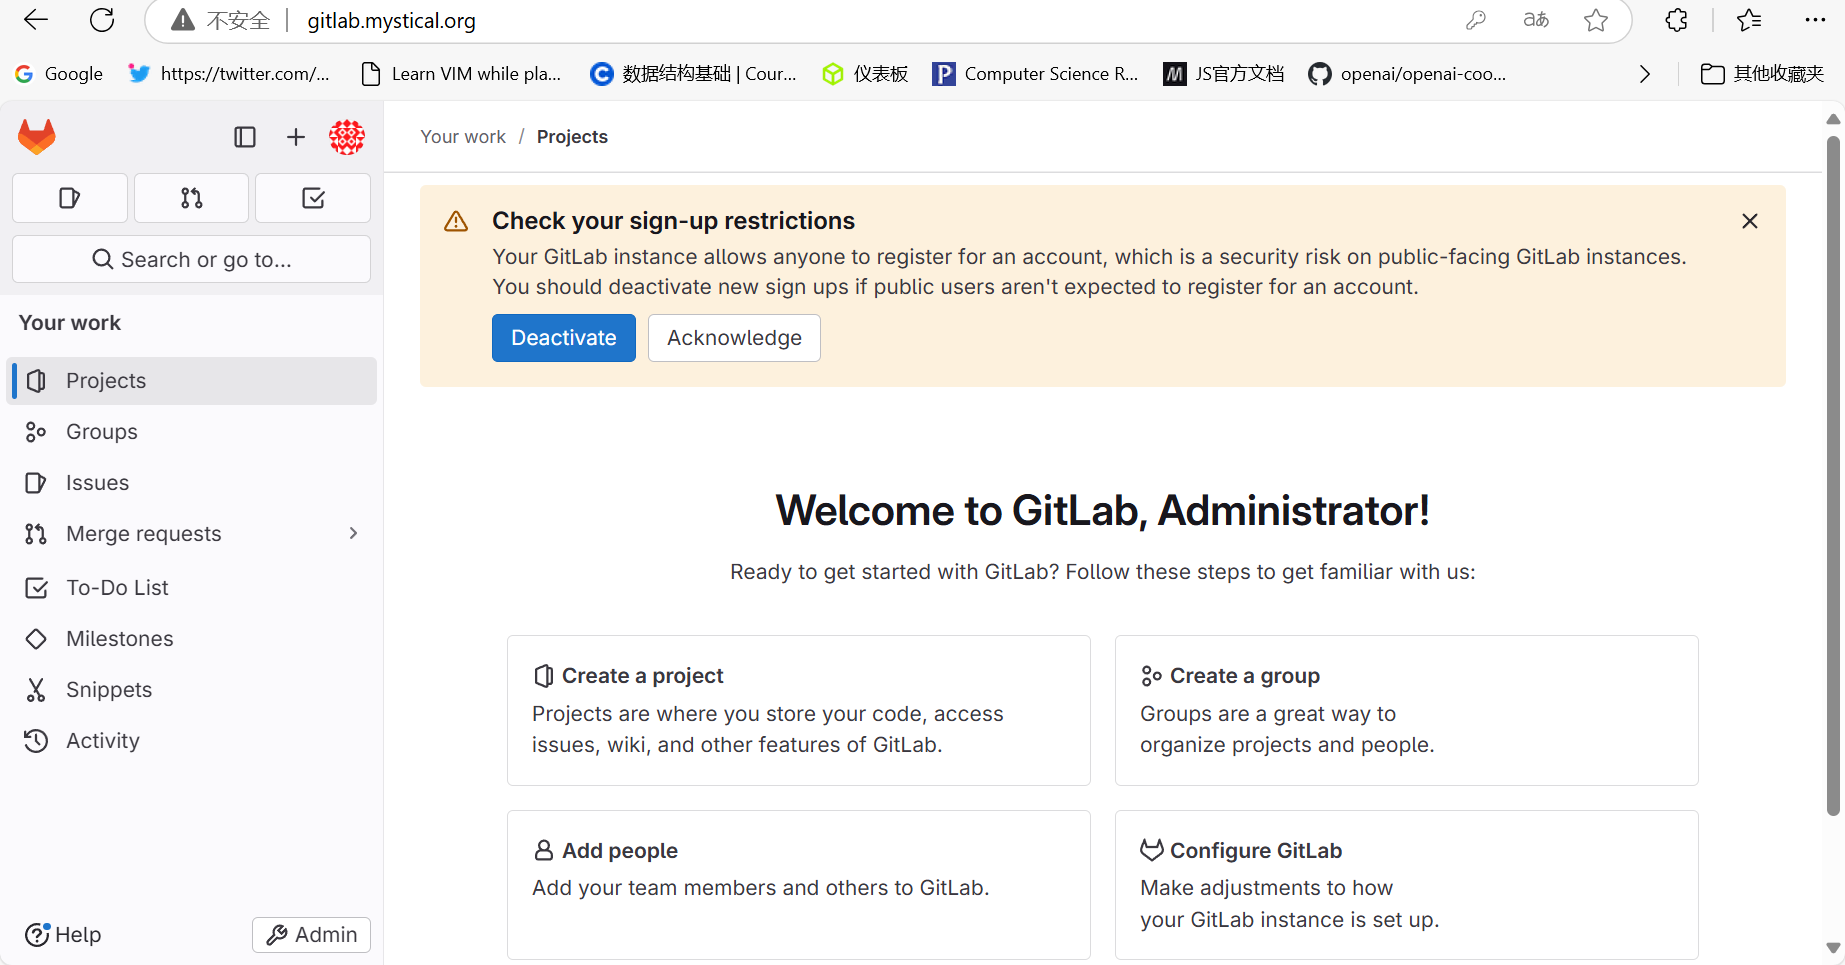 不安全 gitlab.mystical.org aあ
Google https://twitter.com/... Learn VIM while pla... 数据结构基础 | Cour... 仪表板 Computer Science R... JS官方文档 openai/openai-coo... 其他收藏夹
Your work / Projects
Search or go to...
Your work
Projects
Groups
Issues
Merge requests
To-Do List
Milestones
Snippets
Activity
Help
Admin
Check your sign-up restrictions
Your GitLab instance allows anyone to register for an account, which is a security risk on public-facing GitLab instances.
You should deactivate new sign ups if public users aren't expected to register for an account.
Deactivate Acknowledge
Welcome to GitLab, Administrator!
Ready to get started with GitLab? Follow these steps to get familiar with us:
Create a project
Projects are where you store your code, access
issues, wiki, and other features of GitLab.
Create a group
Groups are a great way to
organize projects and people.
Add people
Add your team members and others to GitLab.
Configure GitLab
Make adjustments to how
your GitLab instance is set up.